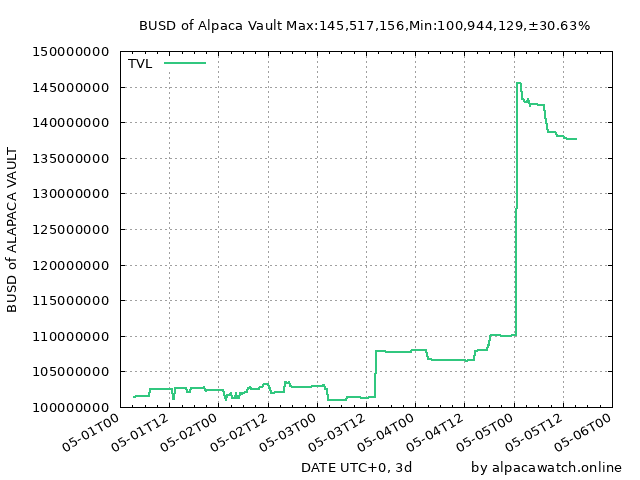 BUSD of Alpaca Vault Max:145,517,156,Min:100,944,129,±30.63%
TVL
150000000
145000000
140000000
135000000
130000000
125000000
120000000
115000000
110000000
105000000
100000000
BUSD of ALAPACA VAULT
05-01T00
05-01T12
05-02T00
05-02T12
05-03T00
05-03T12
05-04T00
05-04T12
05-05T00
05-05T12
05-06T00
DATE UTC+0, 3d
by alpacawatch.online